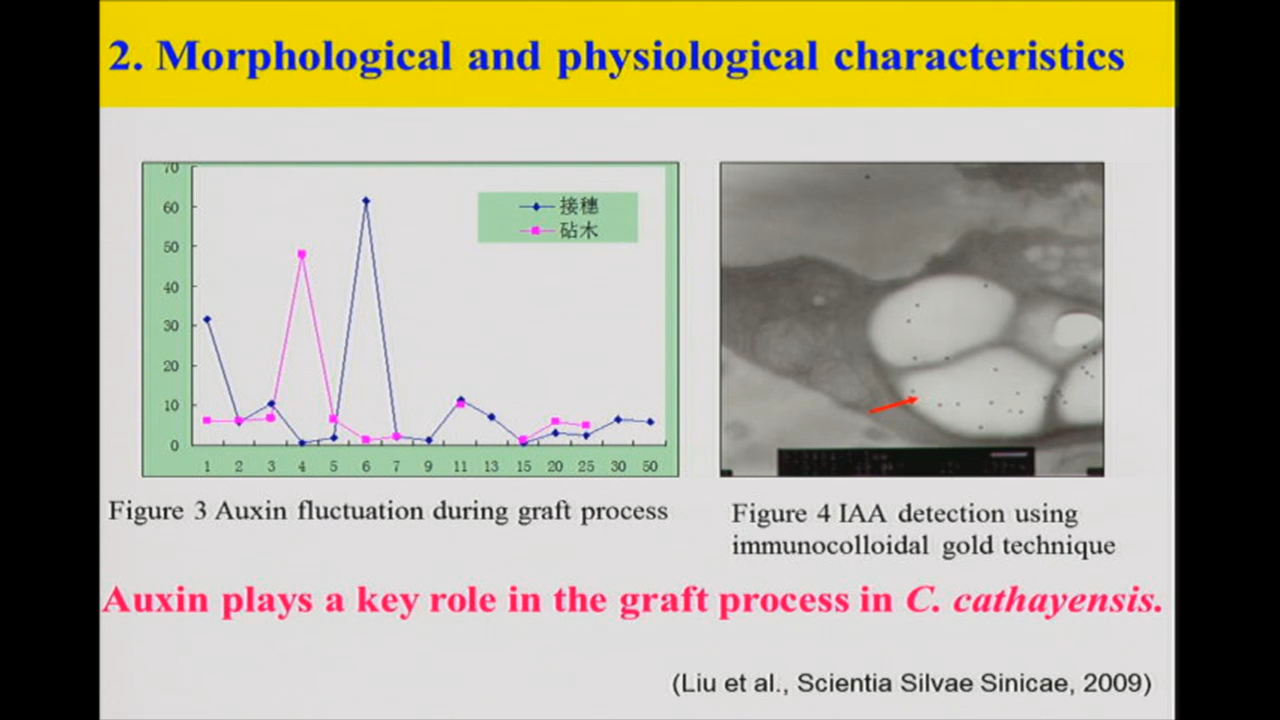 2. Morphological and physiological characteristics
70
60
50
40
30
20
10
0
接穗
砧木
1 2 3 4 5 6 7 9 11 13 15 20 25 30 50
Figure 3 Auxin fluctuation during graft process
Figure 4 IAA detection using
immunocolloidal gold technique
Auxin plays a key role in the graft process in C. cathayensis.
(Liu et al., Scientia Silvae Sinicae, 2009)